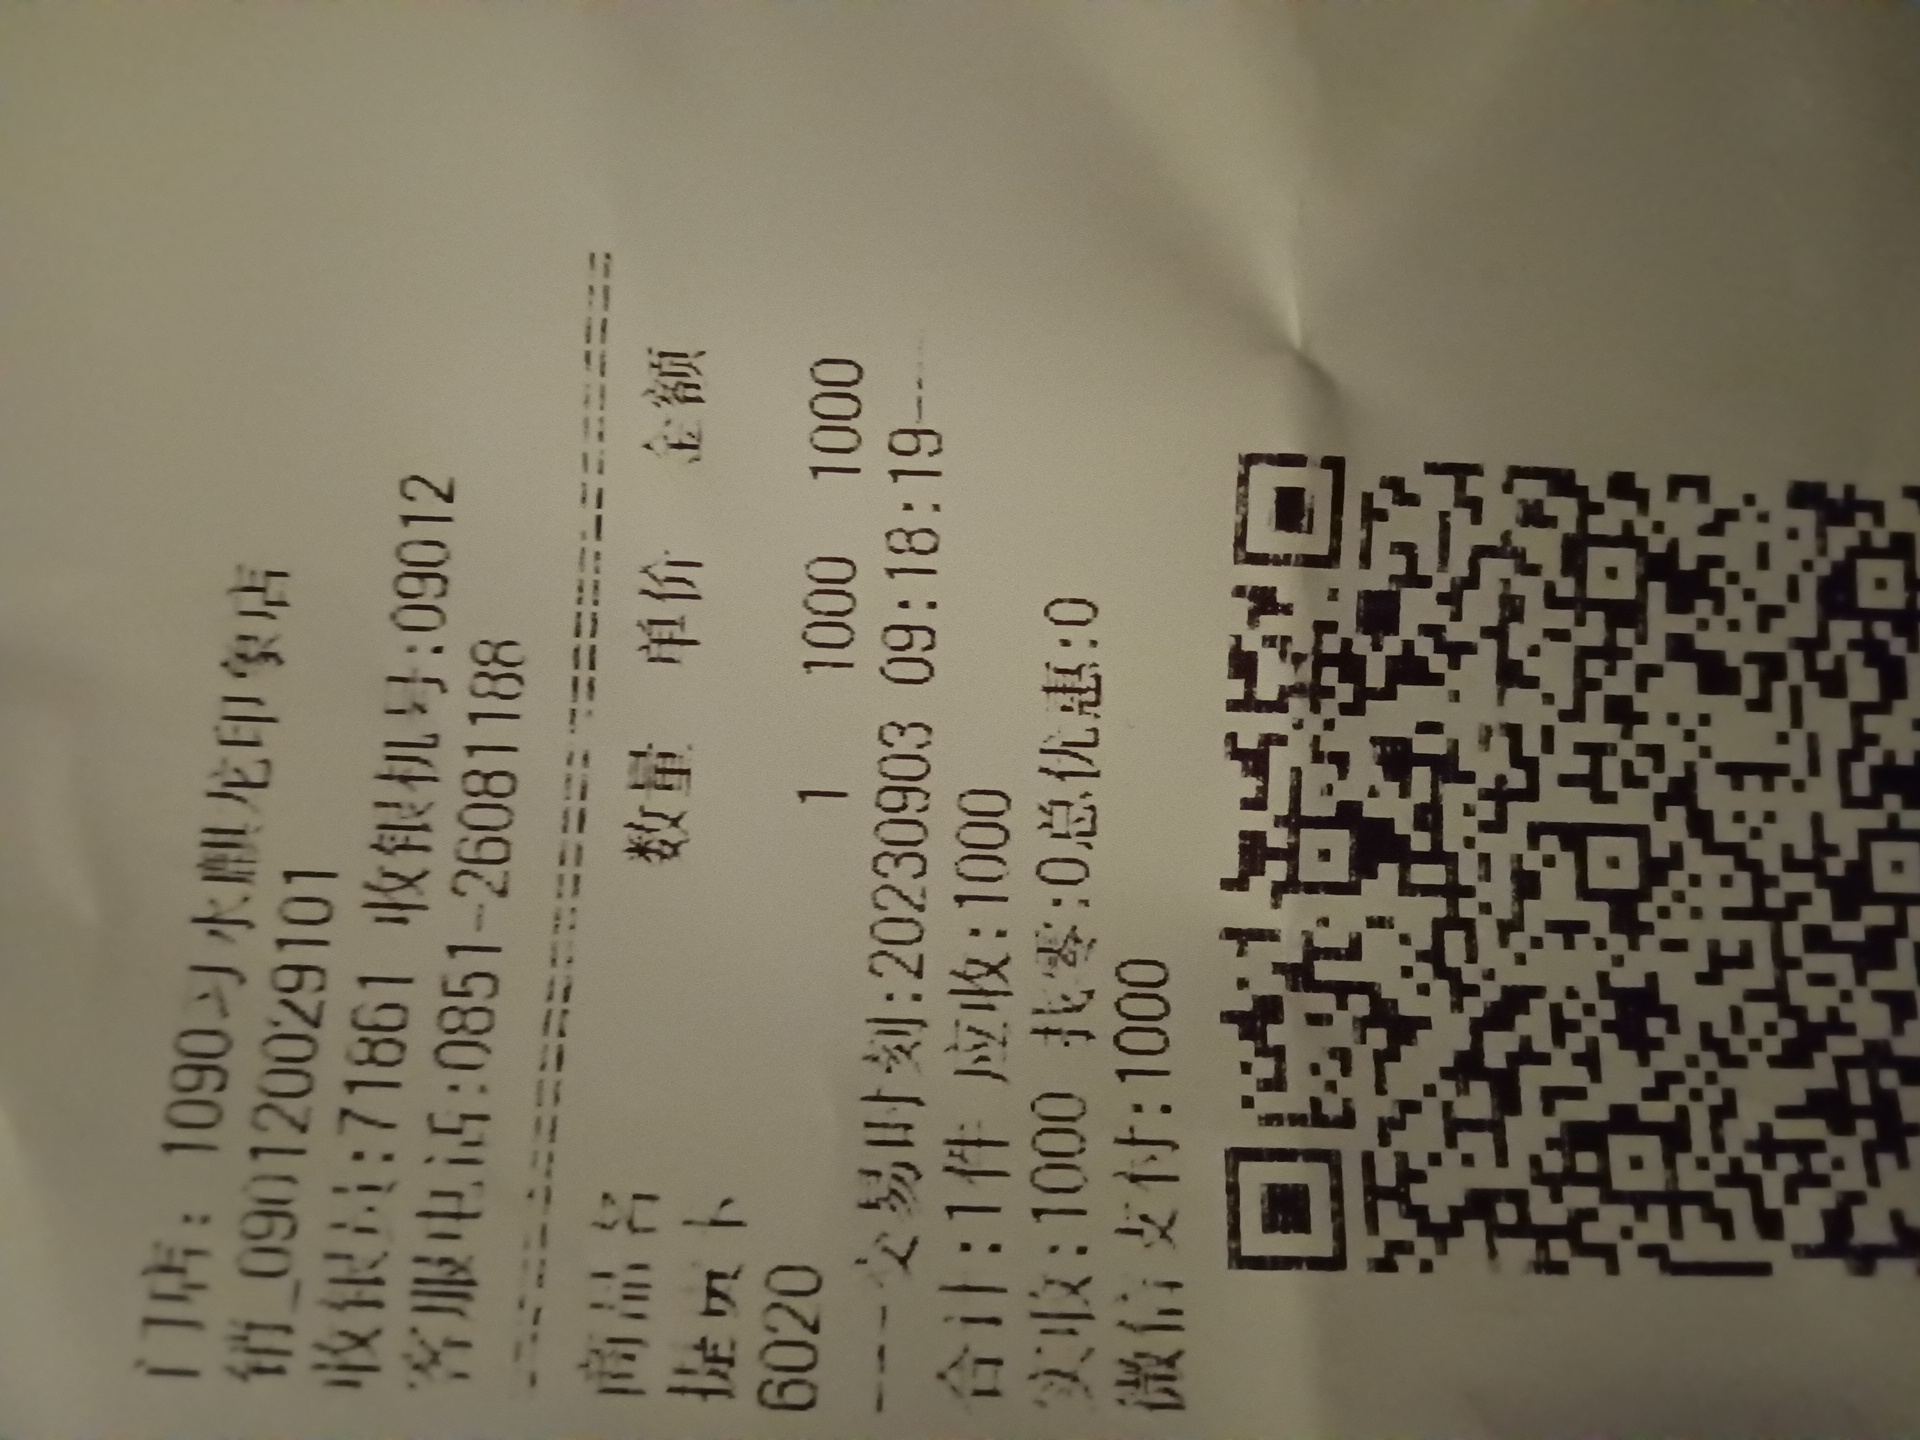 门店: 1090习水麒龙印象店
销_090120029101
收银员:71861 收银机号:09012
客服电话:0851-26081188
商品名 数量 单价 金额
提货卡
6020 1 1000 1000
---交易时刻:20230903 09:18:19---
合计:1件 应收:1000
实收:1000 找零:0总优惠:0
微信支付:1000